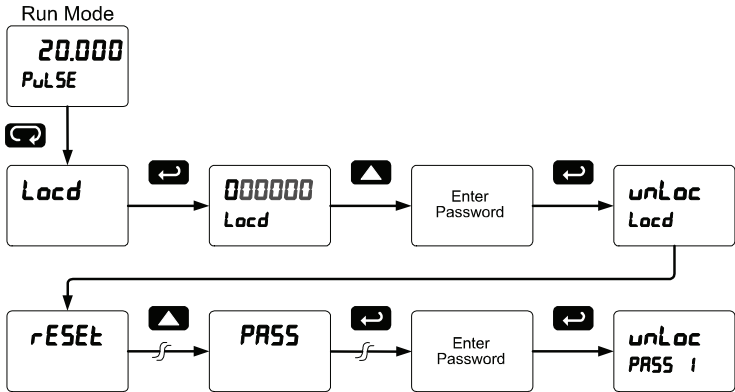 Run Mode
20.000
PuLSE
Locd
000000
Locd
Enter
Password
unLoc
Locd
rESEt
PASS
Enter
Password
unLoc
PASS 1